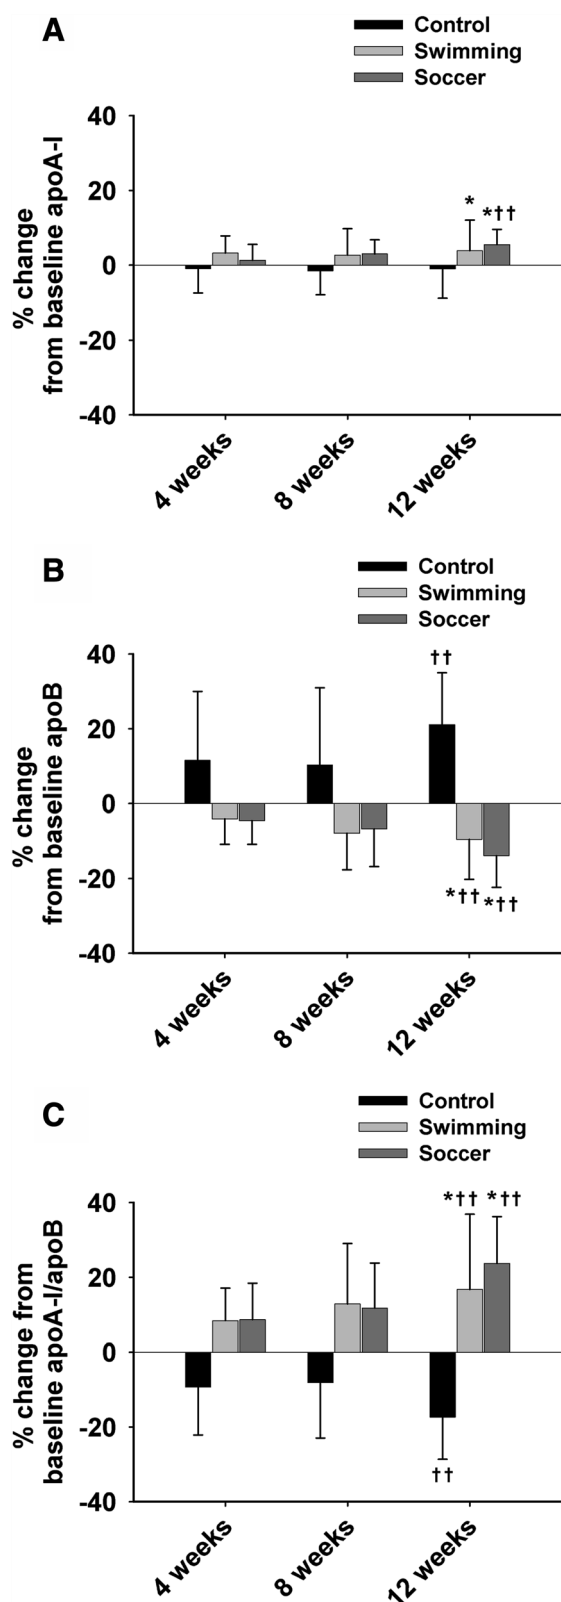 A
Control
Swimming
Soccer
% change
from baseline apoA-I
40
20
0
-20
-40
*
*††
4 weeks
8 weeks
12 weeks
B
Control
Swimming
Soccer
% change
from baseline apoB
40
20
0
-20
-40
††
*††
*††
4 weeks
8 weeks
12 weeks
C
Control
Swimming
Soccer
% change from
baseline apoA-I/apoB
40
20
0
-20
-40
*†† *††
††
4 weeks
8 weeks
12 weeks